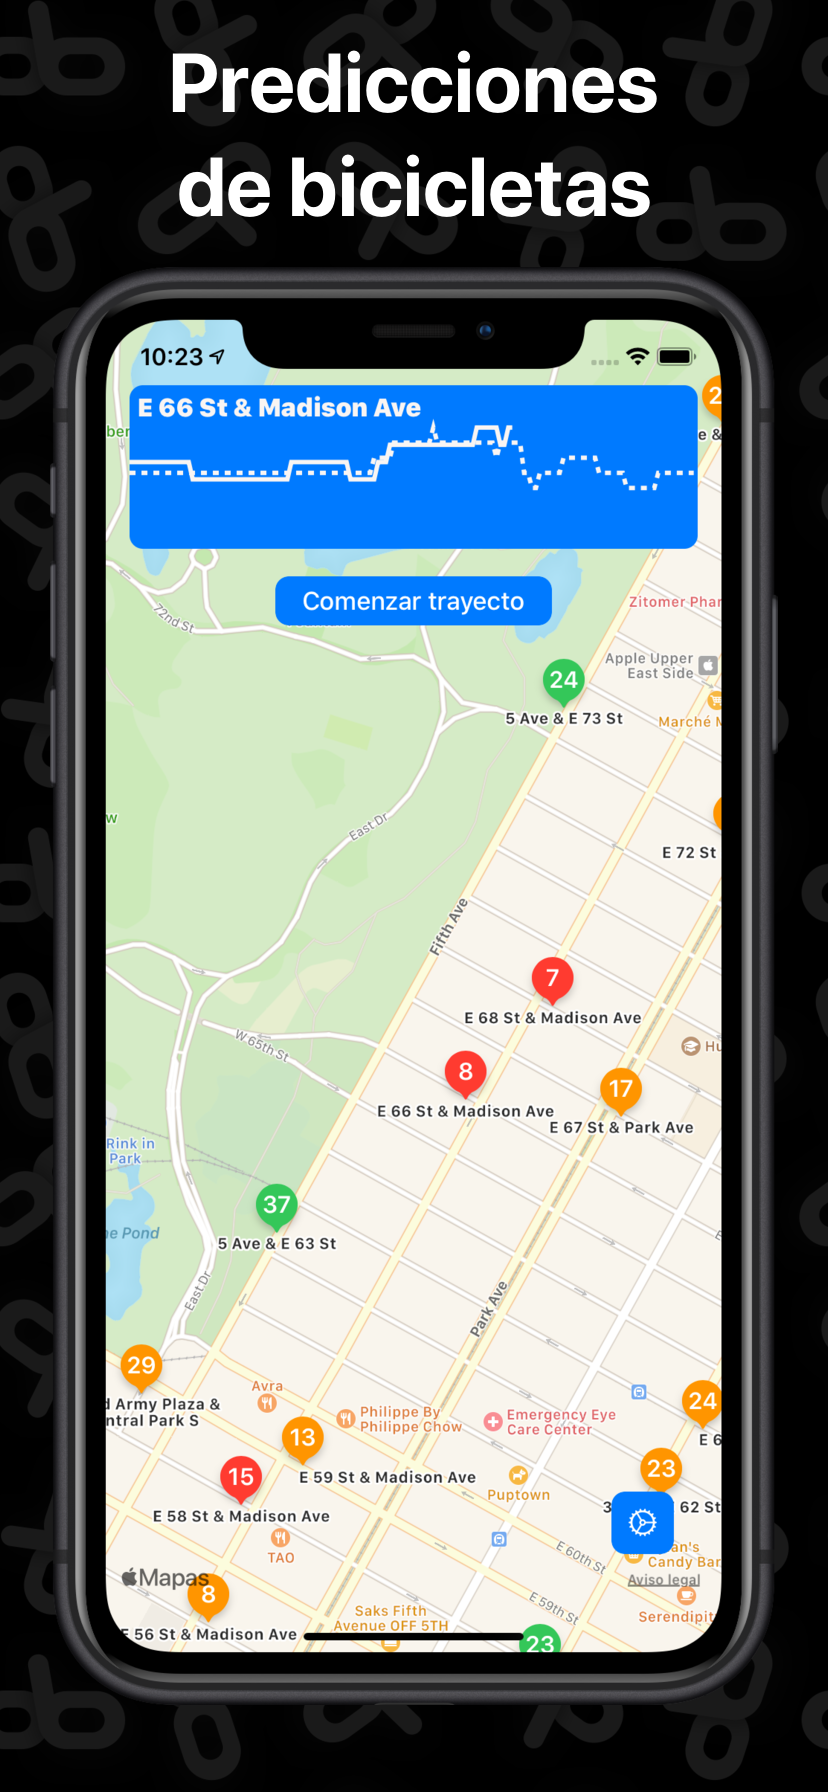 Predicciones
de bicicletas
10:23
E 66 St & Madison Ave
Comenzar trayecto
72nd St
Zitomer Phar
Apple Upper
East Side
24
5 Ave & E 73 St
Marché M
East Dr
E 72 St
Fifth Ave
7
E 68 St & Madison Ave
W 65th St
8
E 66 St & Madison Ave
17
E 67 St & Park Ave
Rink in
Park
37
5 Ave & E 63 St
Pond
East Dr
Park Ave
29
Army Plaza &
ntral Park S
Avra
Philippe By
Philippe Chow
Emergency Eye
Care Center
24
E 6
13
E 59 St & Madison Ave
23
62 St
15
E 58 St & Madison Ave
Puptown
TAO
E 60th St
Candy Bar
Mapas
Aviso legal
8
E 56 St & Madison Ave
Saks Fifth
Avenue OFF 5TH
E 59th St
Serendipit
23